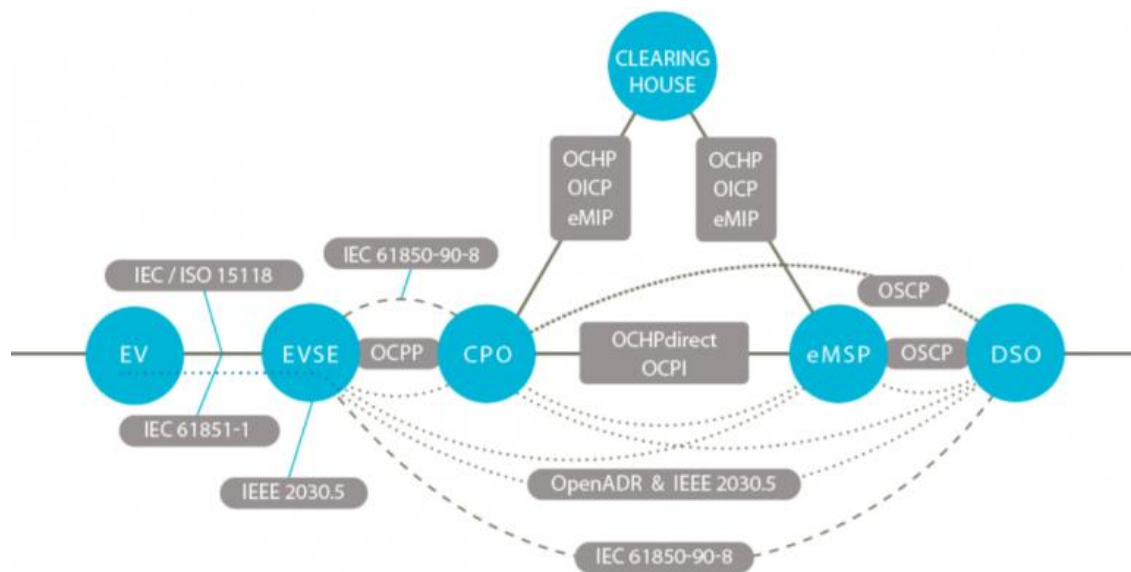 CLEARING
HOUSE
OCHP
OICP
eMIP
OCHP
OICP
eMIP
IEC 61850-90-8
IEC / ISO 15118
OSCP
EV
EVSE
OCPP
CPO
OCHPdirect
OCPI
eMSP
OSCP
DSO
IEC 61851-1
IEEE 2030.5
OpenADR & IEEE 2030.5
IEC 61850-90-8